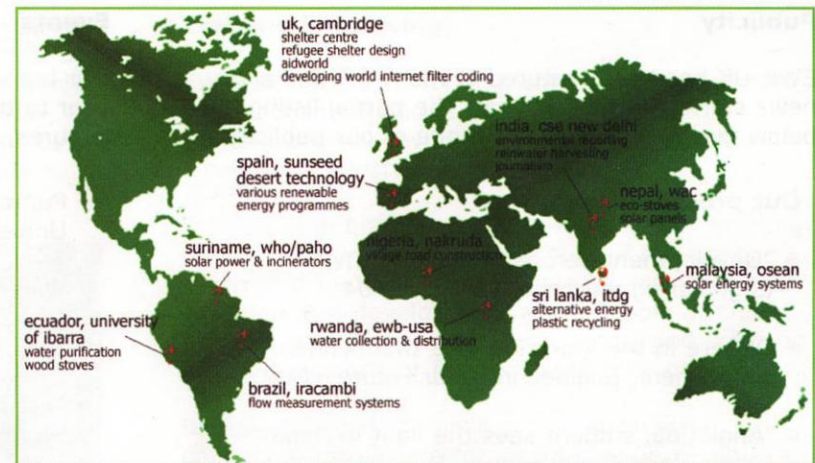 uk, cambridge
shelter centre
refugee shelter design
aidworld
developing world internet filter coding
india, cse new delhi
environmental reporting
rainwater harvesting
journalism
spain, sunseed
desert technology
various renewable
energy programmes
nepal, wac
eco-stoves
solar panels
suriname, who/paho
solar power & incinerators
nigeria, nakruda
village road construction
malaysia, osean
solar energy systems
sri lanka, itdg
alternative energy
plastic recycling
ecuador, university
of ibarra
water purification
wood stoves
rwanda, ewb-usa
water collection & distribution
brazil, iracambi
flow measurement systems